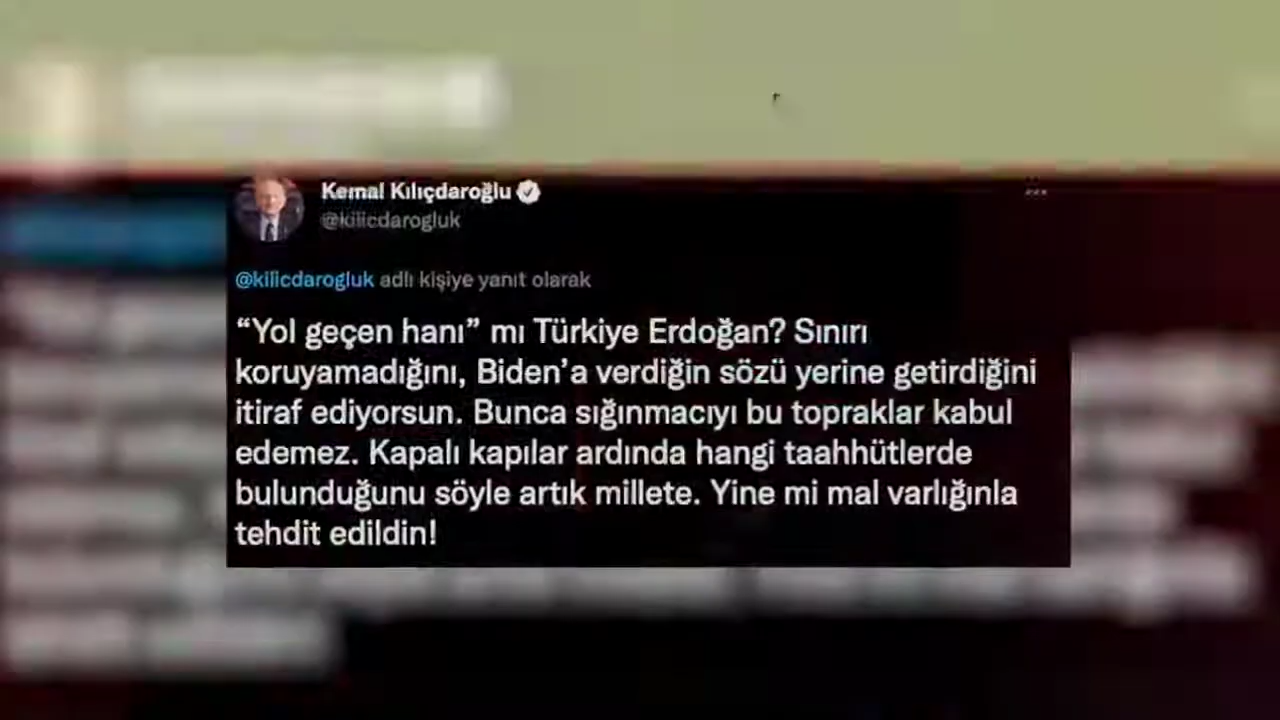 Kemal Kılıçdaroğlu
@kilicdarogluk
@kilicdarogluk adlı kişiye yanıt olarak
“Yol geçen hanı” mı Türkiye Erdoğan? Sınırı
koruyamadığını, Biden’a verdiğin sözü yerine getirdiğini
itiraf ediyorsun. Bunca sığınmacıyı bu topraklar kabul
edemez. Kapalı kapılar ardında hangi taahhütlerde
bulunduğunu söyle artık millete. Yine mi mal varlığınla
tehdit edildin!